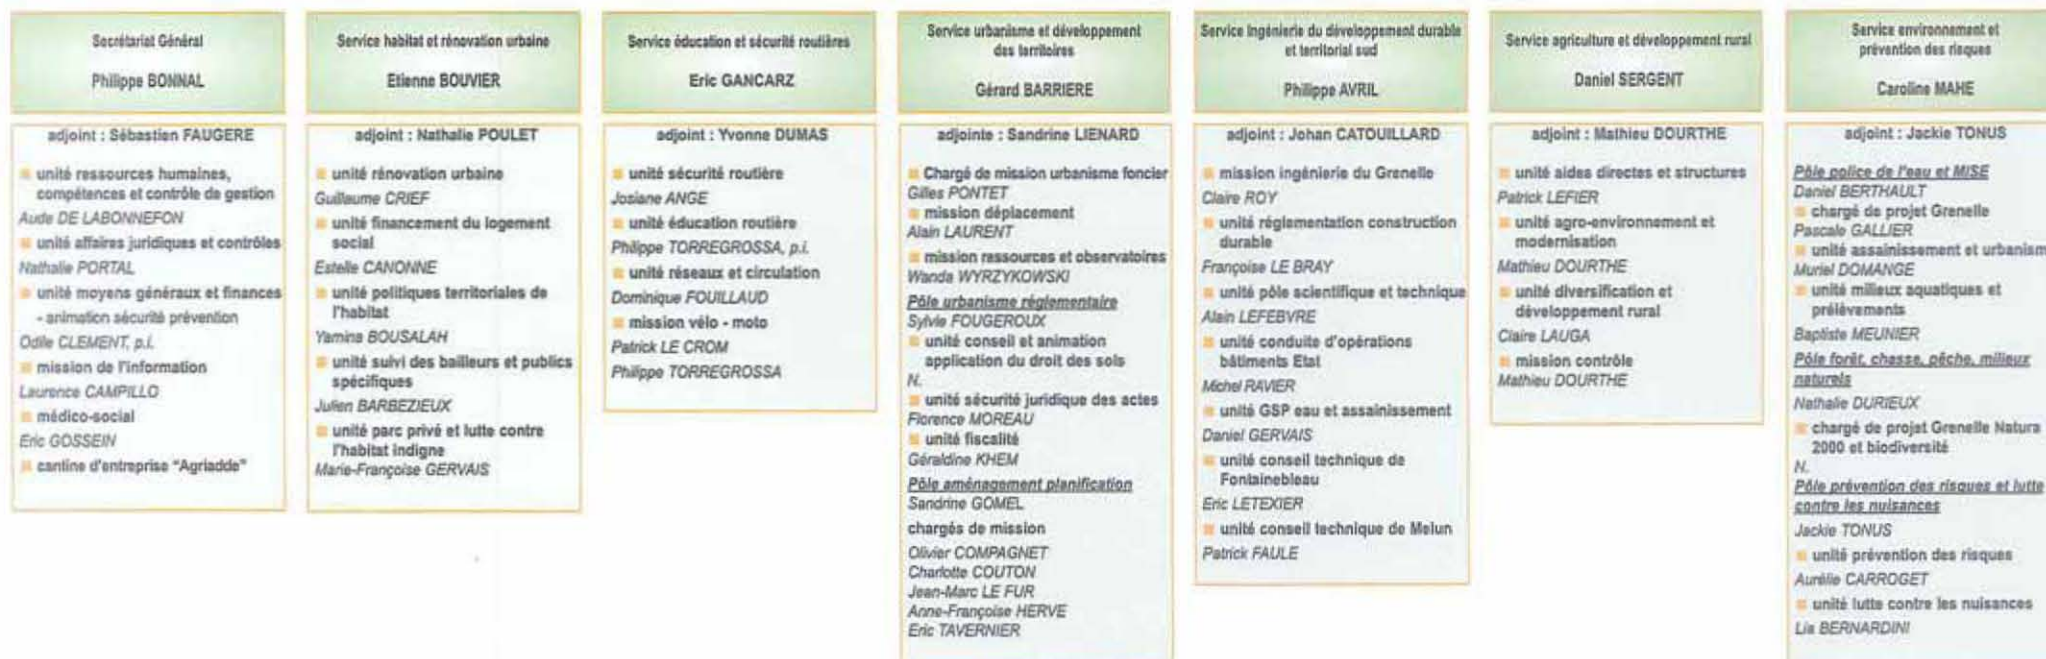 Secrétariat Général
Philippe BONNAL
adjoint : Sébastien FAUGERE
unité ressources humaines,
compétences et contrôle de gestion
Aude DE LABONNEFON
unité affaires juridiques et contrôles
Nathalie PORTAL
unité moyens généraux et finances
- animation sécurité prévention
Odile CLEMENT, p.i.
mission de l'information
Laurence CAMPILLO
médico-social
Eric GOSSEIN
cantine d'entreprise "Agriadde"
Service habitat et rénovation urbaine
Etienne BOUVIER
adjoint : Nathalie POULET
unité rénovation urbaine
Guillaume CRIEF
unité financement du logement
social
Estelle CANONNE
unité politiques territoriales de
l'habitat
Yamina BOUSALAH
unité suivi des bailleurs et publics
spécifiques
Julien BARBEZIEUX
unité parc privé et lutte contre
l'habitat indigne
Marie-Françoise GERVAIS
Service éducation et sécurité routières
Eric GANCARZ
adjoint : Yvonne DUMAS
unité sécurité routière
Josiane ANGE
unité éducation routière
Philippe TORREGROSSA, p.i.
unité réseaux et circulation
Dominique FOUILLAUD
mission vélo - moto
Patrick LE CROM
Philippe TORREGROSSA
Service urbanisme et développement
des territoires
Gérard BARRIERE
adjointe : Sandrine LIENARD
Chargé de mission urbanisme foncier
Gilles PONTET
mission déplacement
Alain LAURENT
mission ressources et observatoires
Wanda WYRZYKOWSKI
Pôle urbanisme réglementaire
Sylvie FOUGEROUX
unité conseil et animation
application du droit des sols
N.
unité sécurité juridique des actes
Florence MOREAU
unité fiscalité
Géraldine KHEM
Pôle aménagement planification
Sandrine GOMEL
chargés de mission
Olivier COMPAGNET
Charlotte COUTON
Jean-Marc LE FUR
Anne-Françoise HERVE
Eric TAVERNIER
Service ingénierie du développement durable
et territorial sud
Philippe AVRIL
adjoint : Johan CATOUILLARD
mission ingénierie du Grenelle
Claire ROY
unité réglementation construction
durable
Françoise LE BRAY
unité pôle scientifique et technique
Alain LEFEBVRE
unité conduite d'opérations
bâtiments Etat
Michel RAVIER
unité GSP eau et assainissement
Daniel GERVAIS
unité conseil technique de
Fontainebleau
Eric LETEXIER
unité conseil technique de Melun
Patrick FAULE
Service agriculture et développement rural
Daniel SERGENT
adjoint : Mathieu DOURTHE
unité aides directes et structures
Patrick LEFIER
unité agro-environnement et
modernisation
Mathieu DOURTHE
unité diversification et
développement rural
Claire LAUGA
mission contrôle
Mathieu DOURTHE
Service environnement et
prévention des risques
Caroline MAHE
adjoint : Jackie TONUS
Pôle police de l'eau et MISE
Daniel BERTHAULT
chargé de projet Grenelle
Pascale GALLIER
unité assainissement et urbanism
Muriel DOMANGE
unité milieux aquatiques et
prélèvements
Baptiste MEUNIER
Pôle forêt, chasse, pêche, milieux
naturels
Nathalie DURIEUX
chargé de projet Grenelle Natura
2000 et biodiversité
N.
Pôle prévention des risques et lutte
contre les nuisances
Jackie TONUS
unité prévention des risques
Aurélie CARROGET
unité lutte contre les nuisances
Lia BERNARDINI